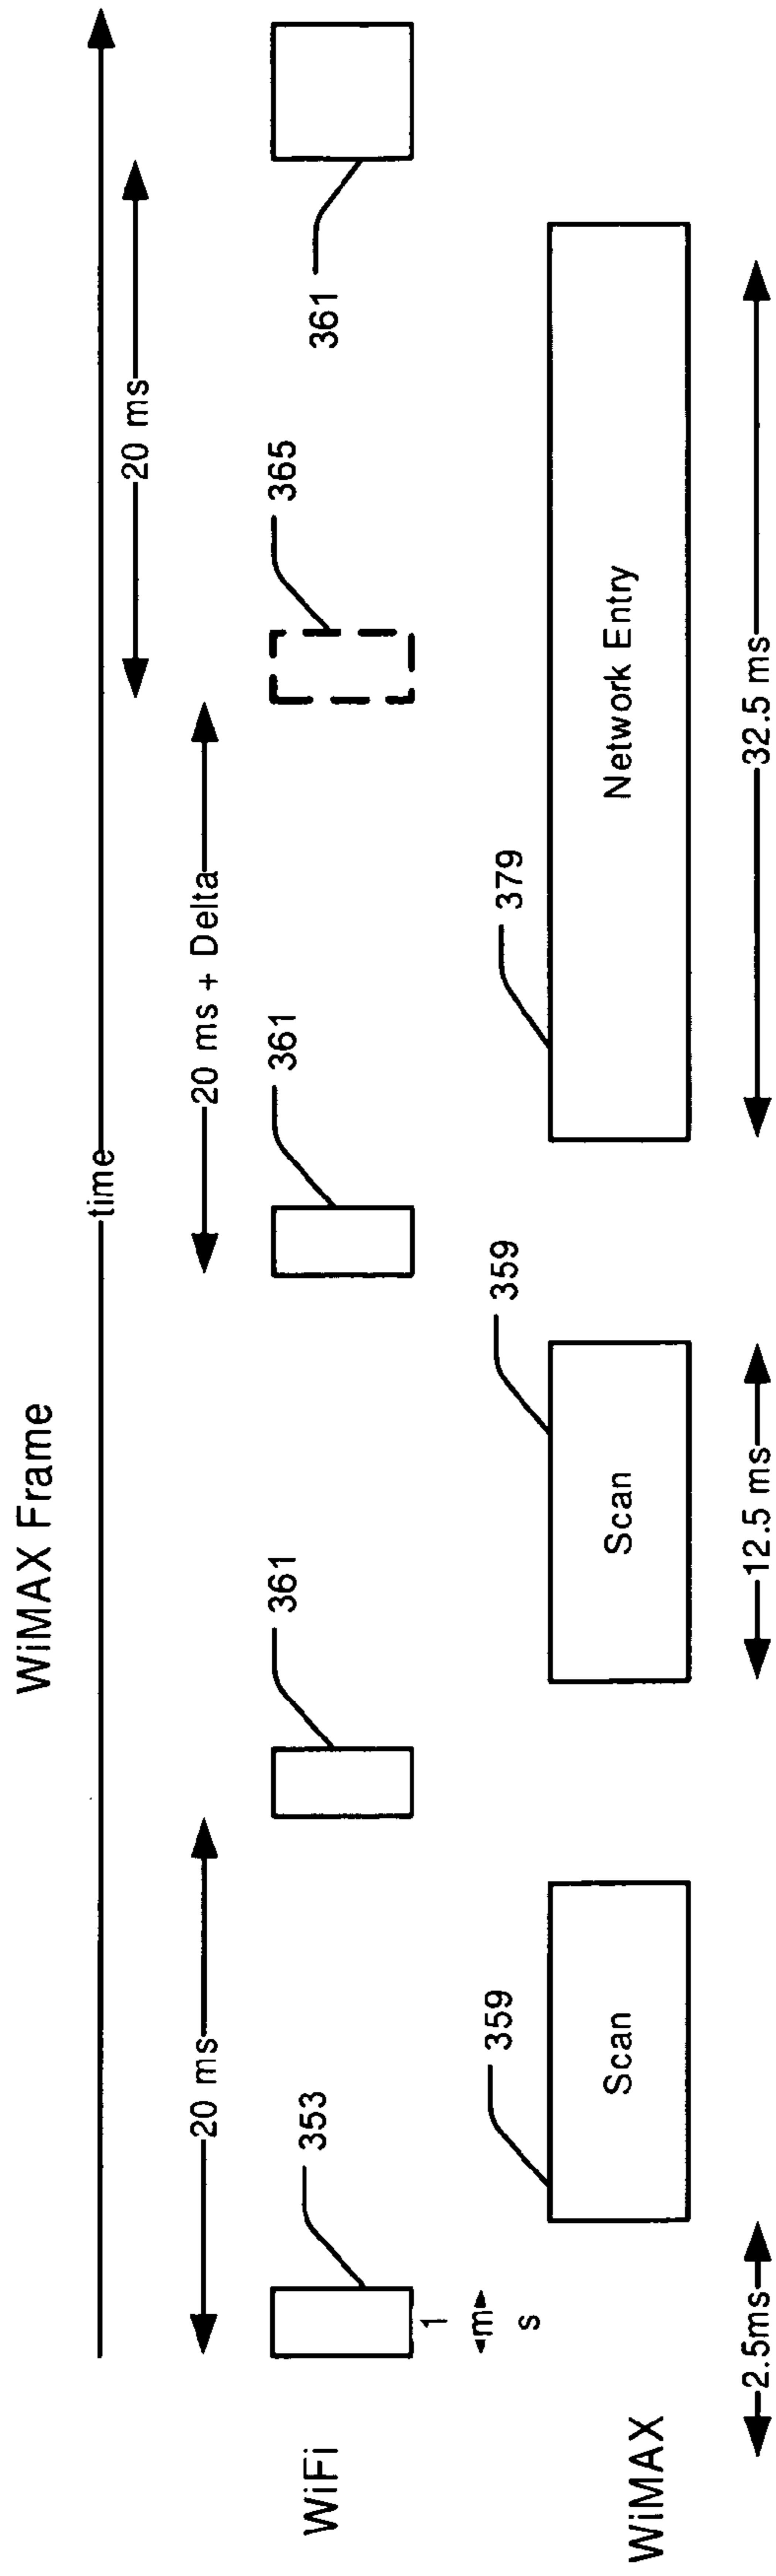 WiMAX Frame
time
20 ms
20 ms + Delta
20 ms
WiFi
353
361
361
365
361
1
m
s
WiMAX
359
Scan
359
Scan
379
Network Entry
2.5ms
12.5 ms
32.5 ms